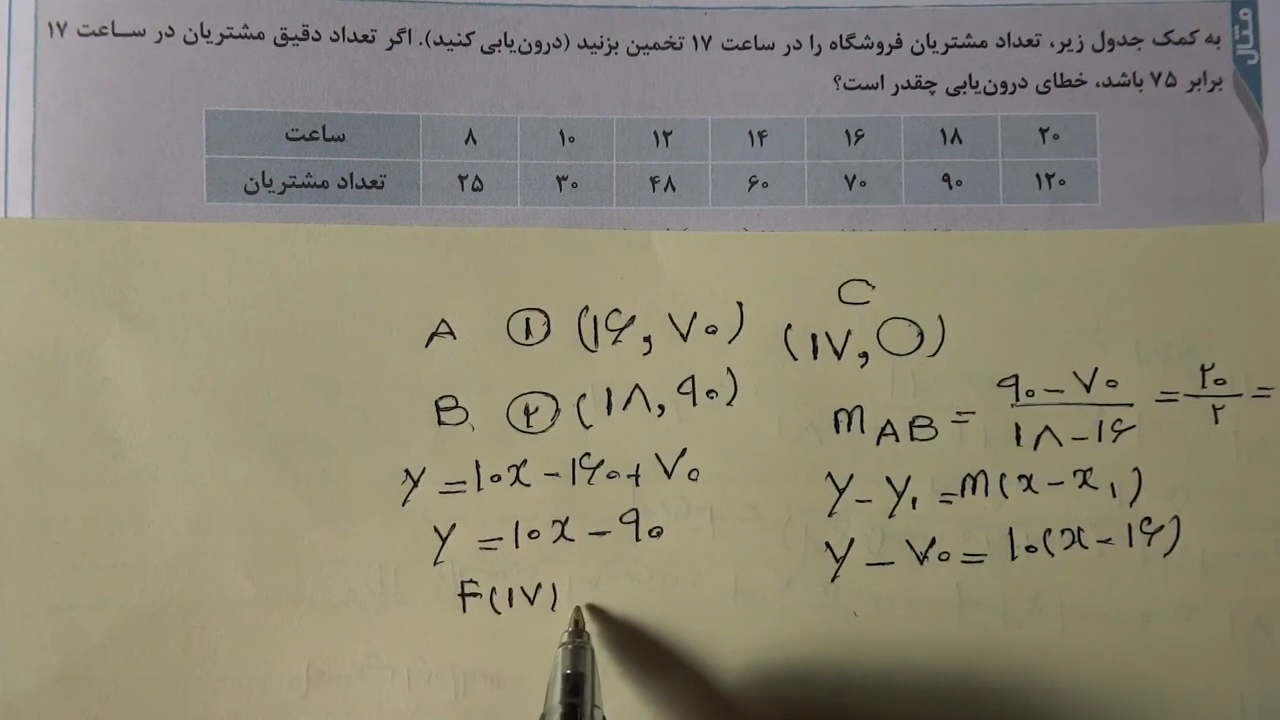 مثال
به کمک جدول زیر، تعداد مشتریان فروشگاه را در ساعت ۱۷ تخمین بزنید (درون‌یابی کنید). اگر تعداد دقیق مشتریان در ساعت ۱۷
برابر ۷۵ باشد، خطای درون‌یابی چقدر است؟
ساعت ۸ ۱۰ ۱۲ ۱۴ ۱۶ ۱۸ ۲۰
تعداد مشتریان ۲۵ ۳۰ ۴۸ ۶۰ ۷۰ ۹۰ ۱۲۰
C
A ① (۱۶, ۷۰) (۱۷, ○)
B ② (۱۸, ۹۰)
m AB = ۹۰-۷۰ / ۱۸-۱۶ = ۲۰/۲ =
y = ۱۰x - ۱۶۰ + ۷۰
y - y₁ = m(x - x₁)
y = ۱۰x - ۹۰
y - ۷۰ = ۱۰(x - ۱۶)
F(۱۷)